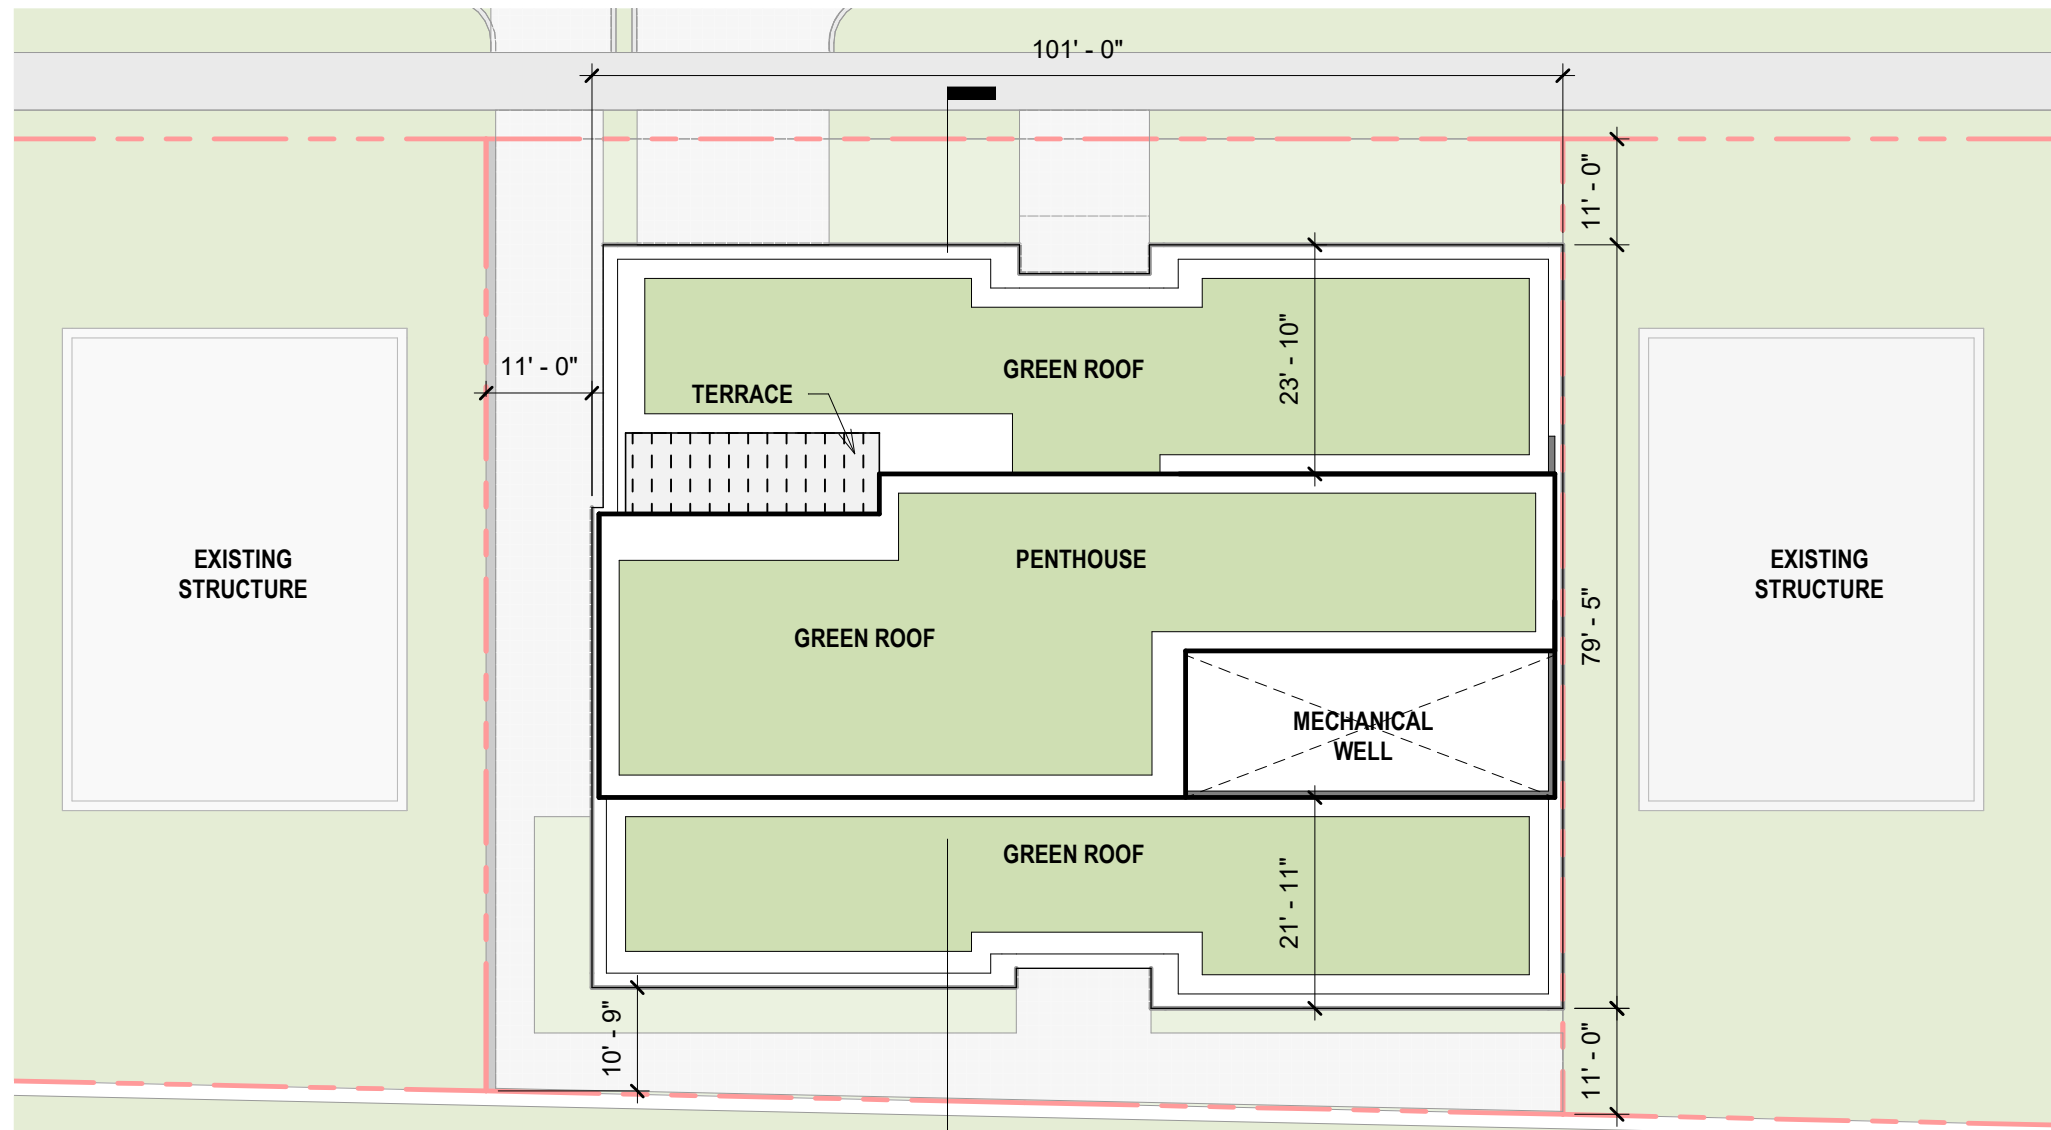 101' - 0"
11' - 0"
11' - 0"
23' - 10"
GREEN ROOF
TERRACE
EXISTING
STRUCTURE
PENTHOUSE
EXISTING
STRUCTURE
79' - 5"
GREEN ROOF
MECHANICAL
WELL
GREEN ROOF
21' - 11"
10' - 9"
11' - 0"